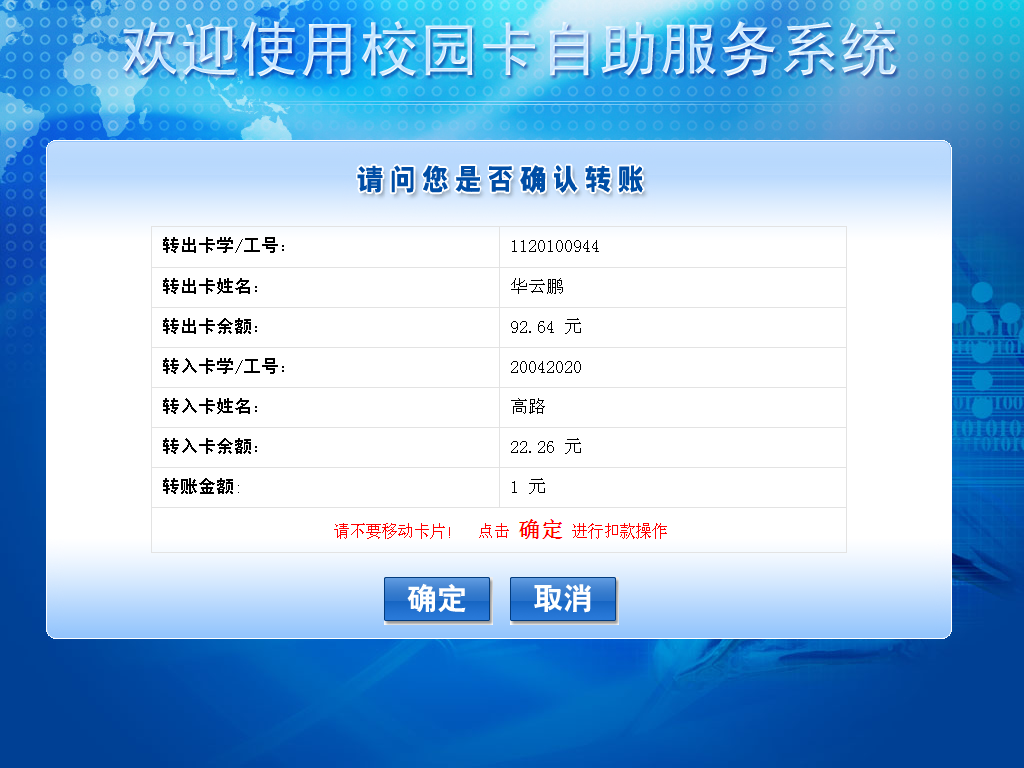 欢迎使用校园卡自助服务系统
请问您是否确认转账
转出卡学/工号： 1120100944
转出卡姓名： 华云鹏
转出卡余额： 92.64 元
转入卡学/工号： 20042020
转入卡姓名： 高路
转入卡余额： 22.26 元
转账金额: 1 元
请不要移动卡片! 点击 确定 进行扣款操作
确定 取消